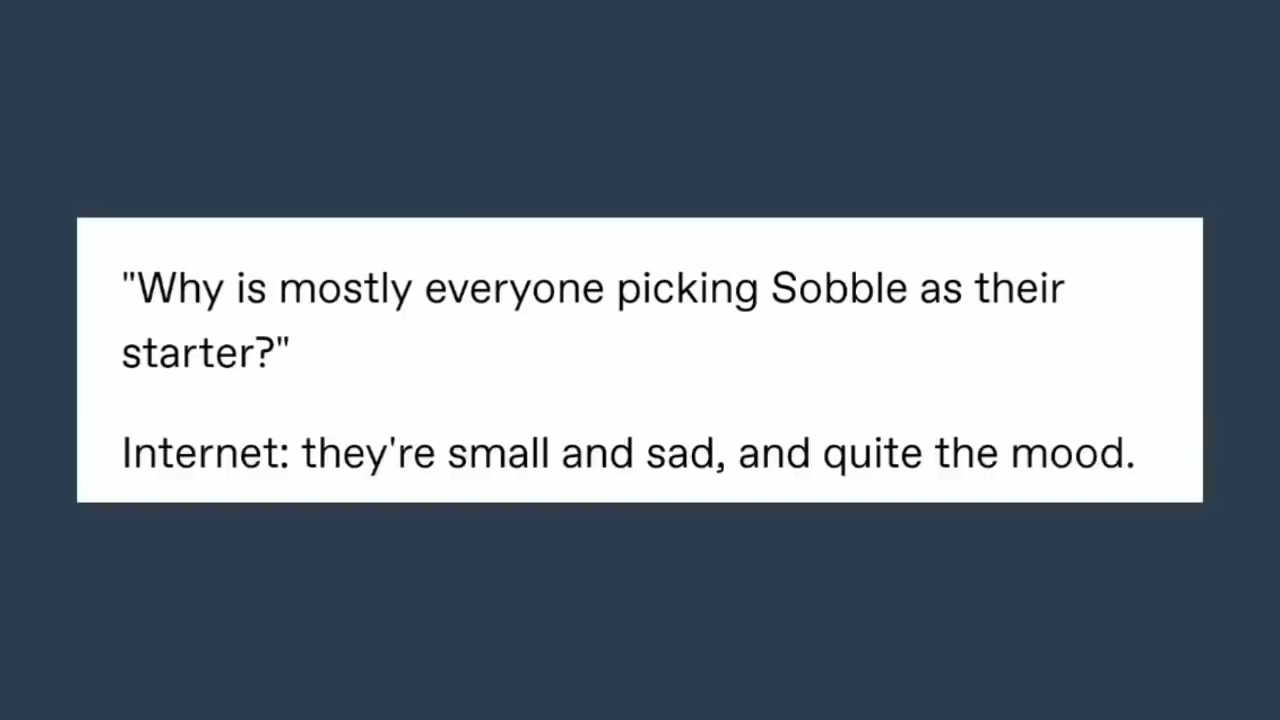 "Why is mostly everyone picking Sobble as their
starter?"
Internet: they're small and sad, and quite the mood.